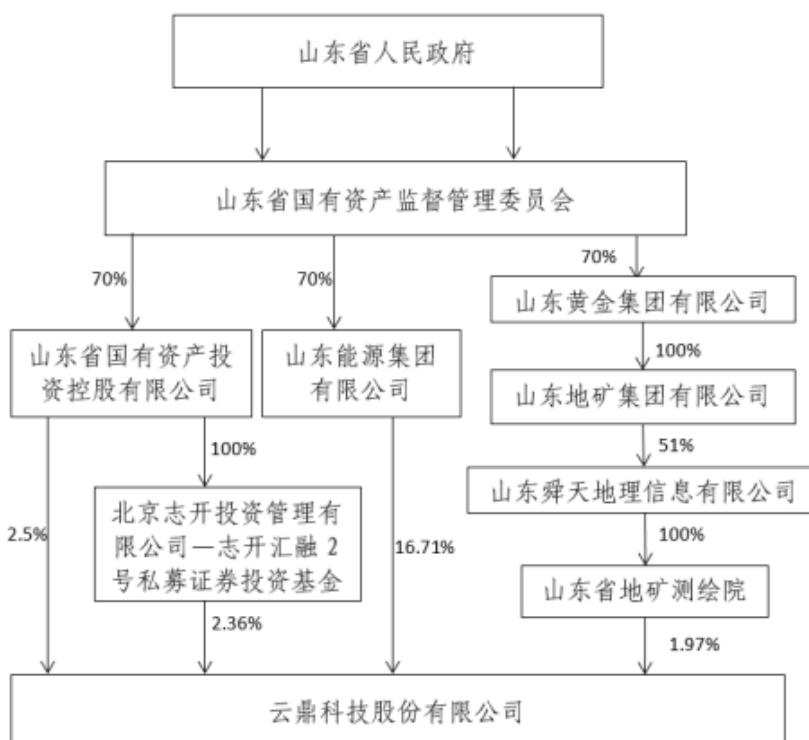 山东省人民政府
山东省国有资产监督管理委员会
70%
70%
70%
山东黄金集团有限公司
山东省国有资产投
资控股有限公司
山东能源集团
有限公司
100%
山东地矿集团有限公司
100%
51%
山东舜天地理信息有限公司
北京志开投资管理有
限公司—志开汇融 2
号私募证券投资基金
2.5%
16.71%
100%
山东省地矿测绘院
2.36%
1.97%
云鼎科技股份有限公司